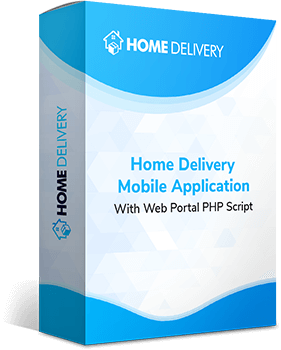 HOME DELIVERY
HOME DELIVERY
Home Delivery
Mobile Application
With Web Portal PHP Script